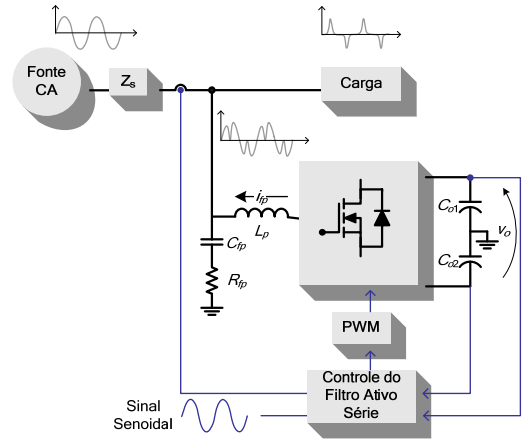 Fonte
CA
Zs
Carga
ifp
Lp
Cfp
Rfp
Co1
Co2
vo
PWM
Controle do
Filtro Ativo
Série
Sinal
Senoidal